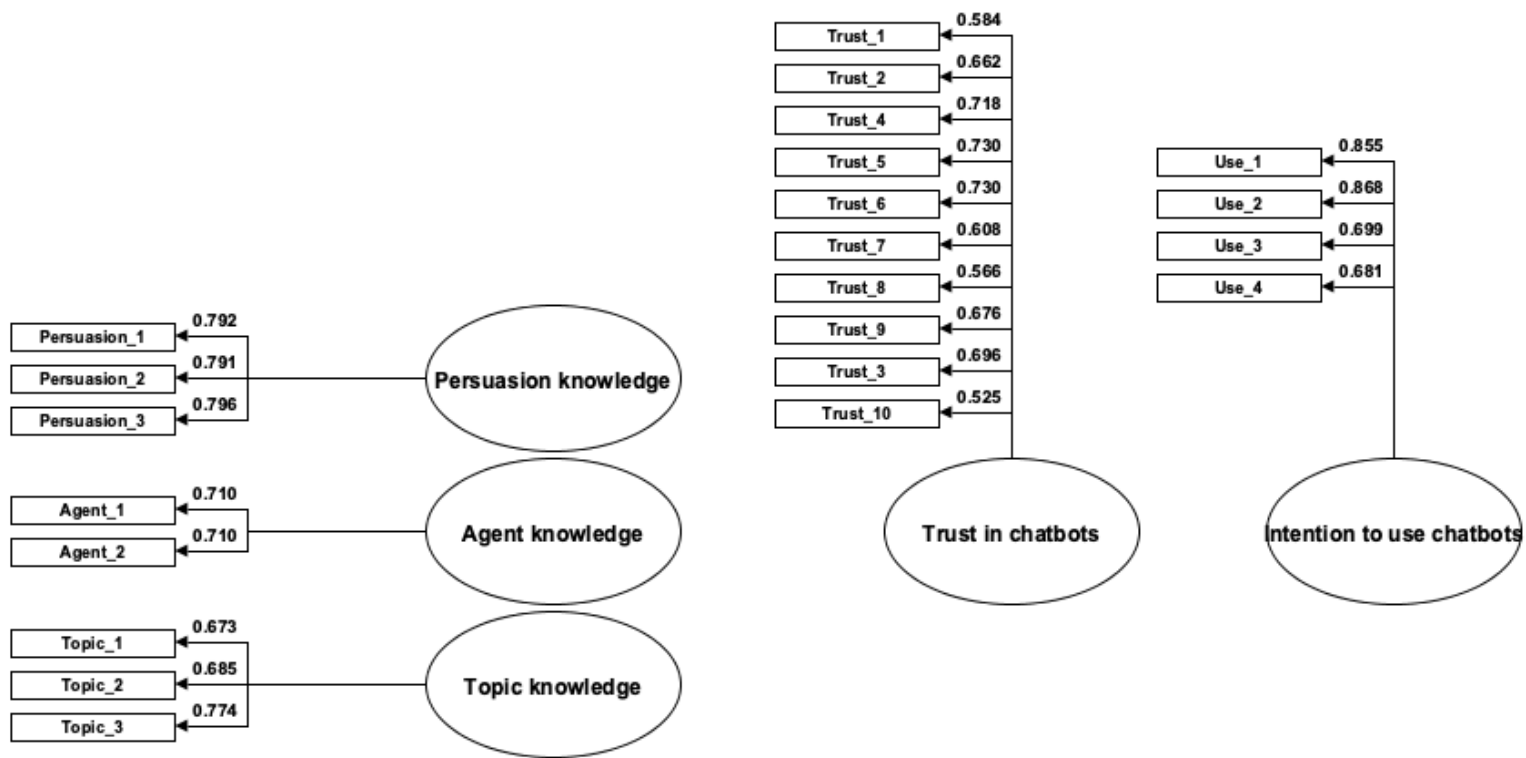 0.584
Trust_1
0.662
Trust_2
0.718
Trust_4
0.730
Trust_5
0.730
Trust_6
0.608
Trust_7
0.566
Trust_8
0.676
Trust_9
0.696
Trust_3
0.525
Trust_10
Trust in chatbots
0.855
Use_1
0.868
Use_2
0.699
Use_3
0.681
Use_4
Intention to use chatbots
0.792
Persuasion_1
0.791
Persuasion_2
0.796
Persuasion_3
Persuasion knowledge
0.710
Agent_1
0.710
Agent_2
Agent knowledge
0.673
Topic_1
0.685
Topic_2
0.774
Topic_3
Topic knowledge